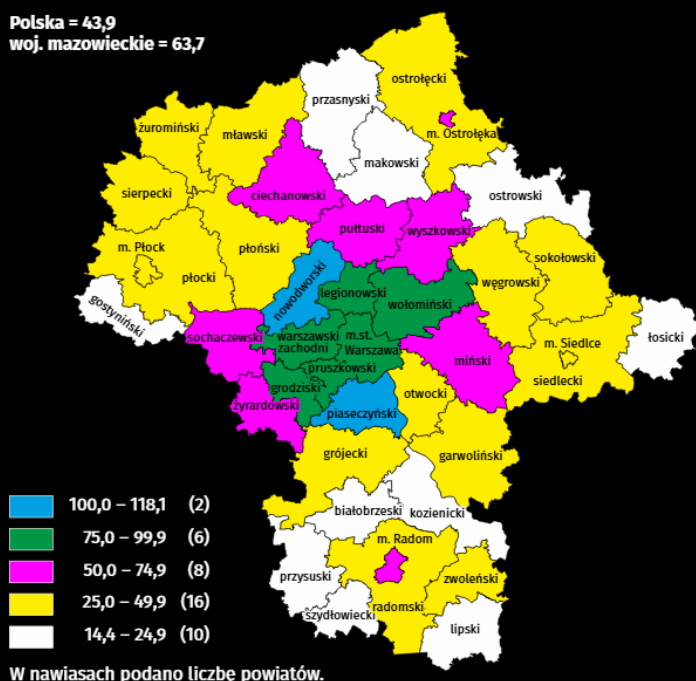 Polska = 43,9
woj. mazowieckie = 63,7
ostrołęcki
przasnyski
żuromiński
mławski
m. Ostrołęka
makowski
sierpecki
ciechanowski
ostrowski
pułtuski
wyszkowski
m. Płock
płoński
sokołowski
płocki
nowodworski
legionowski
węgrowski
gostyniński
wołomiński
sochaczewski
warszawski
zachodni
m.st.
Warszawa
łosicki
m. Siedlce
miński
pruszkowski
siedlecki
grodziski
otwocki
żyrardowski
piaseczyński
grójecki
garwoliński
białobrzeski
kozienicki
m. Radom
przysuski
zwoleński
radomski
szydłowiecki
lipski
100,0 – 118,1 (2)
75,0 – 99,9 (6)
50,0 – 74,9 (8)
25,0 – 49,9 (16)
14,4 – 24,9 (10)
W nawiasach podano liczbę powiatów.